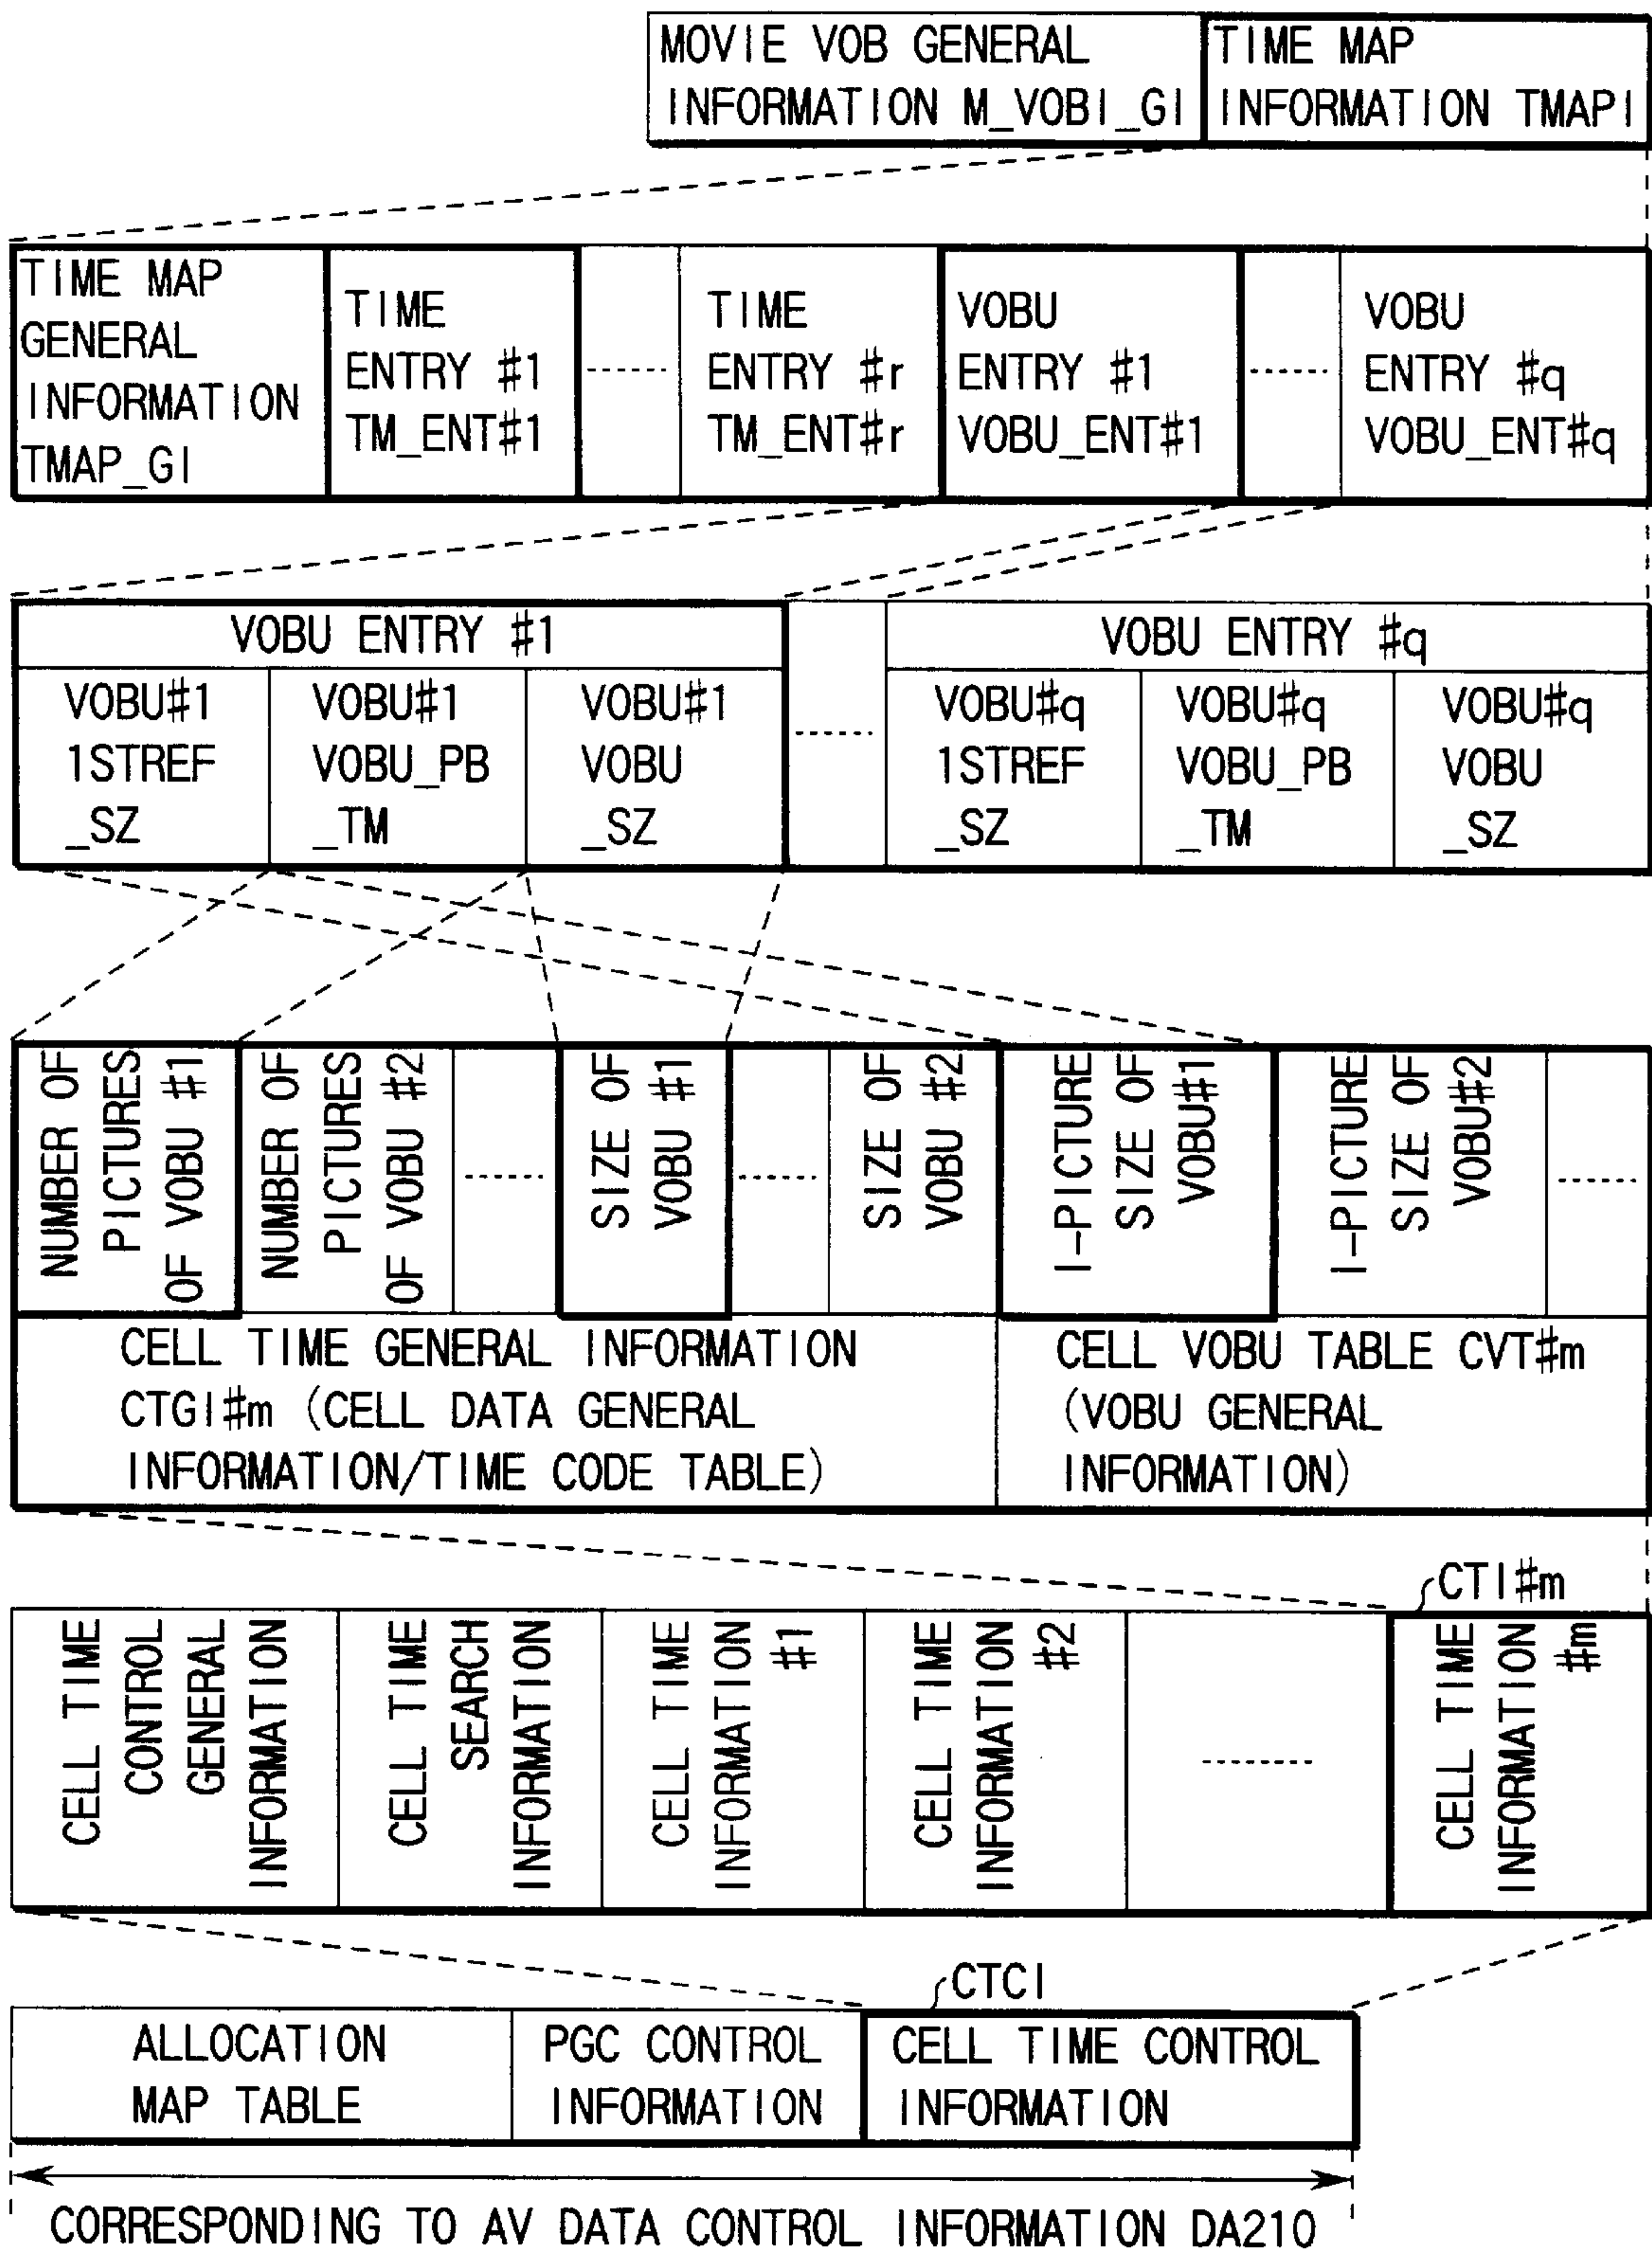 MOVIE VOB GENERAL
INFORMATION M_VOBI_GI
TIME MAP
INFORMATION TMAPI
TIME MAP
GENERAL
INFORMATION
TMAP_GI
TIME
ENTRY #1
TM_ENT#1
TIME
ENTRY #r
TM_ENT#r
VOBU
ENTRY #1
VOBU_ENT#1
VOBU
ENTRY #q
VOBU_ENT#q
VOBU ENTRY #1
VOBU ENTRY #q
VOBU#1
1STREF
_SZ
VOBU#1
VOBU_PB
_TM
VOBU#1
VOBU
_SZ
VOBU#q
1STREF
_SZ
VOBU#q
VOBU_PB
_TM
VOBU#q
VOBU
_SZ
NUMBER OF
PICTURES
OF VOBU #1
NUMBER OF
PICTURES
OF VOBU #2
SIZE OF
VOBU #1
SIZE OF
VOBU #2
I-PICTURE
SIZE OF
VOBU#1
I-PICTURE
SIZE OF
VOBU#2
CELL TIME GENERAL INFORMATION
CTGI#m (CELL DATA GENERAL
INFORMATION/TIME CODE TABLE)
CELL VOBU TABLE CVT#m
(VOBU GENERAL
INFORMATION)
CTI#m
CELL TIME
CONTROL
GENERAL
INFORMATION
CELL TIME
SEARCH
INFORMATION
CELL TIME
INFORMATION
#1
CELL TIME
INFORMATION
#2
CELL TIME
INFORMATION
#m
CTCI
ALLOCATION
MAP TABLE
PGC CONTROL
INFORMATION
CELL TIME CONTROL
INFORMATION
CORRESPONDING TO AV DATA CONTROL INFORMATION DA210